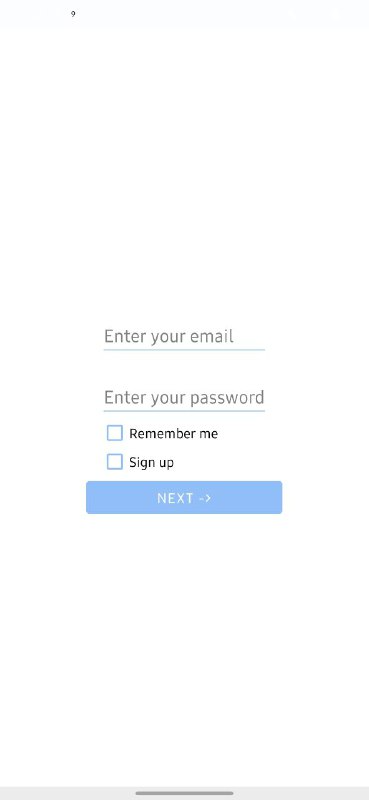 9
Enter your email
Enter your password
Remember me
Sign up
NEXT ->